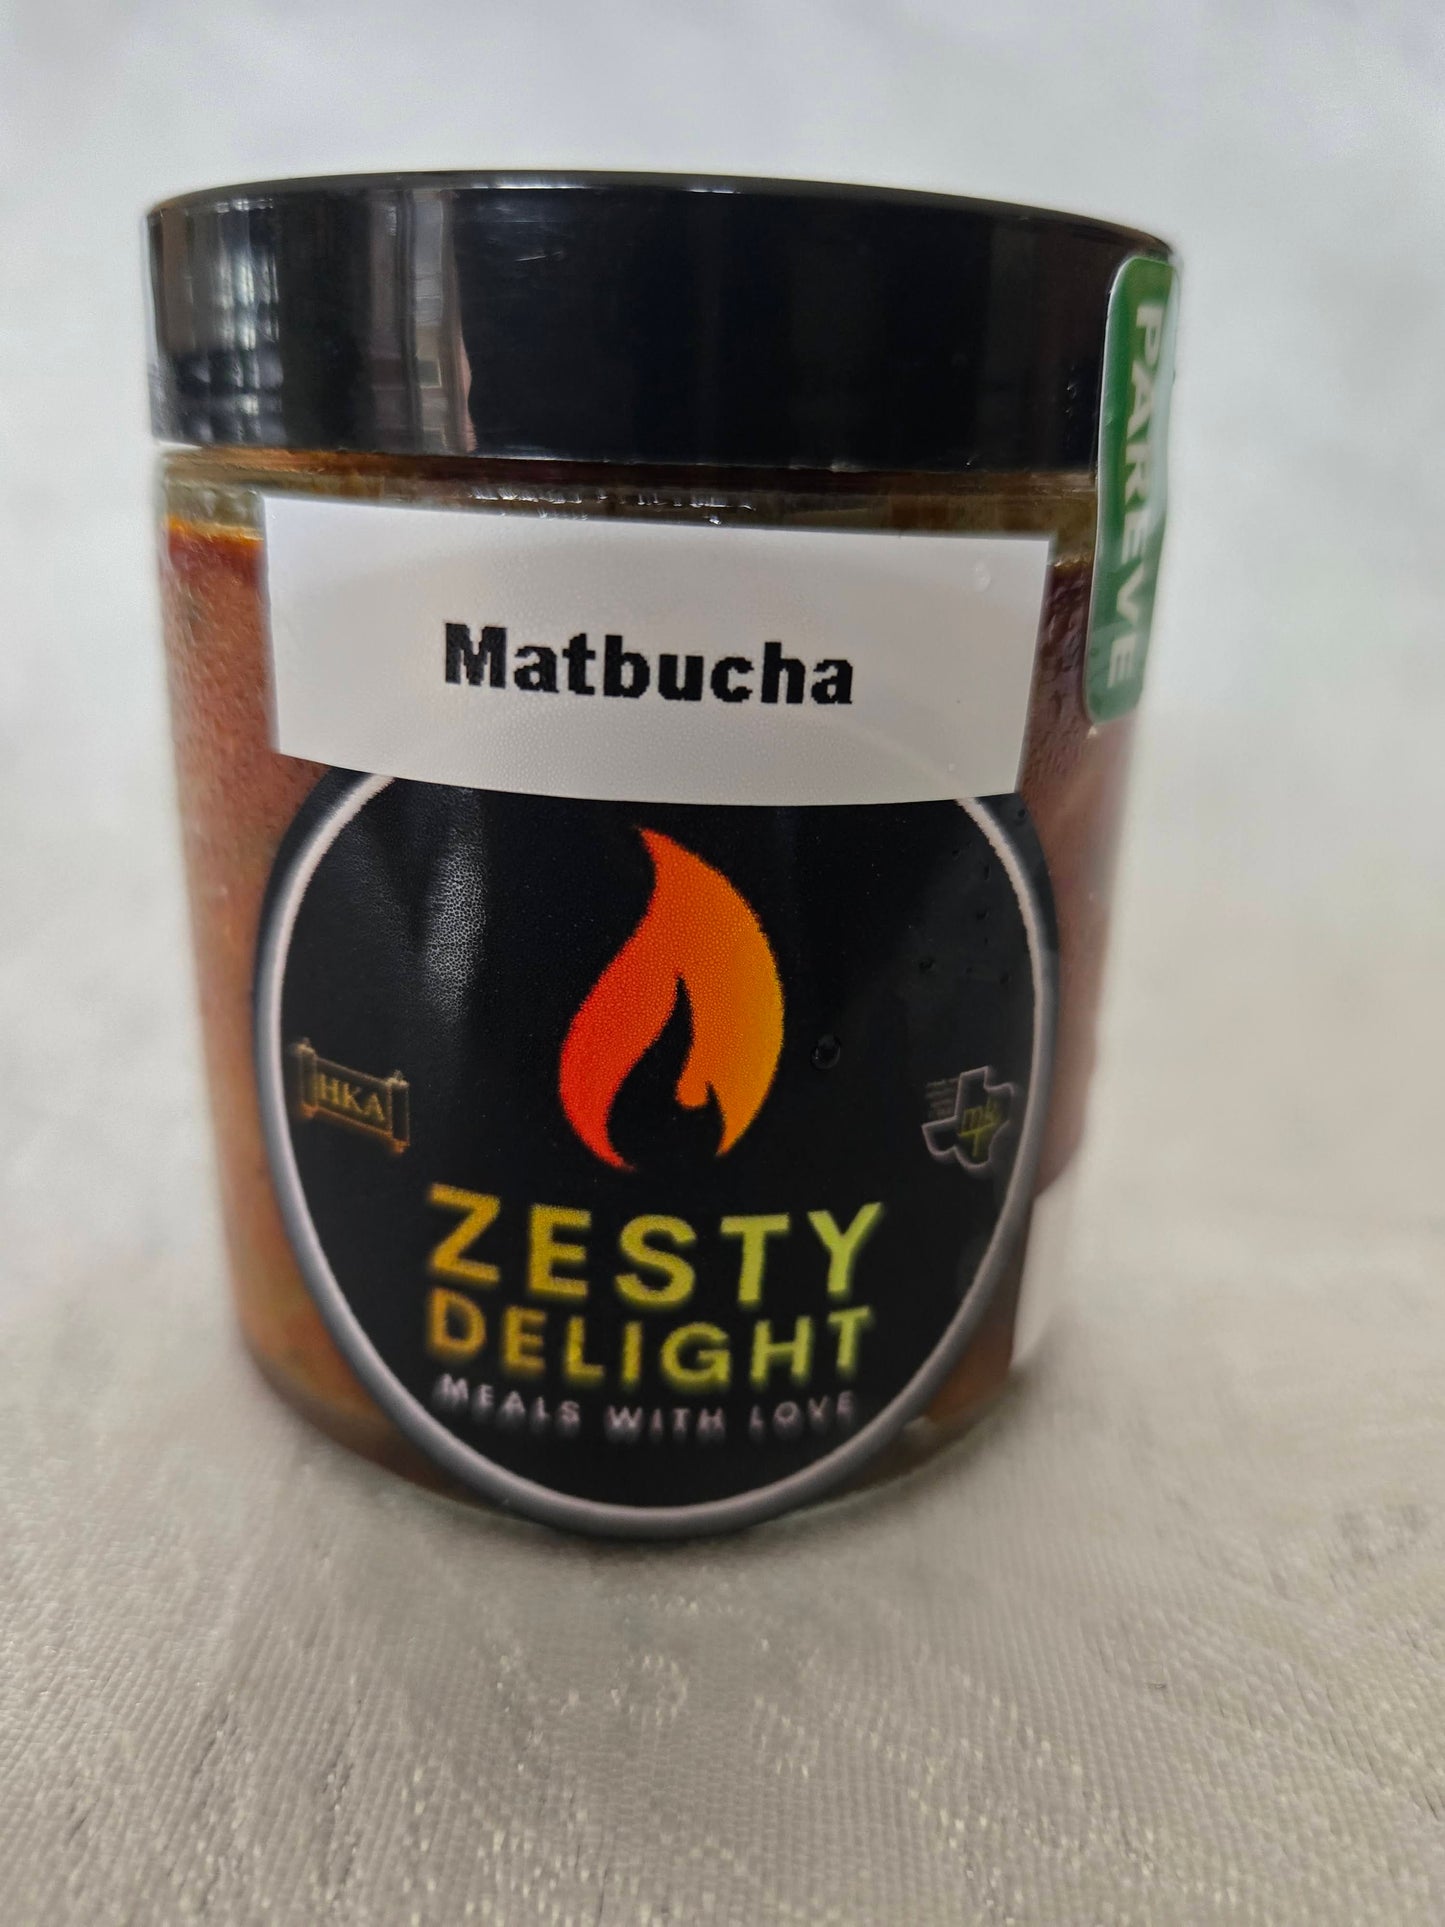 PAREVE
Matbucha
HKA
ZESTY
DELIGHT
MEALS WITH LOVE